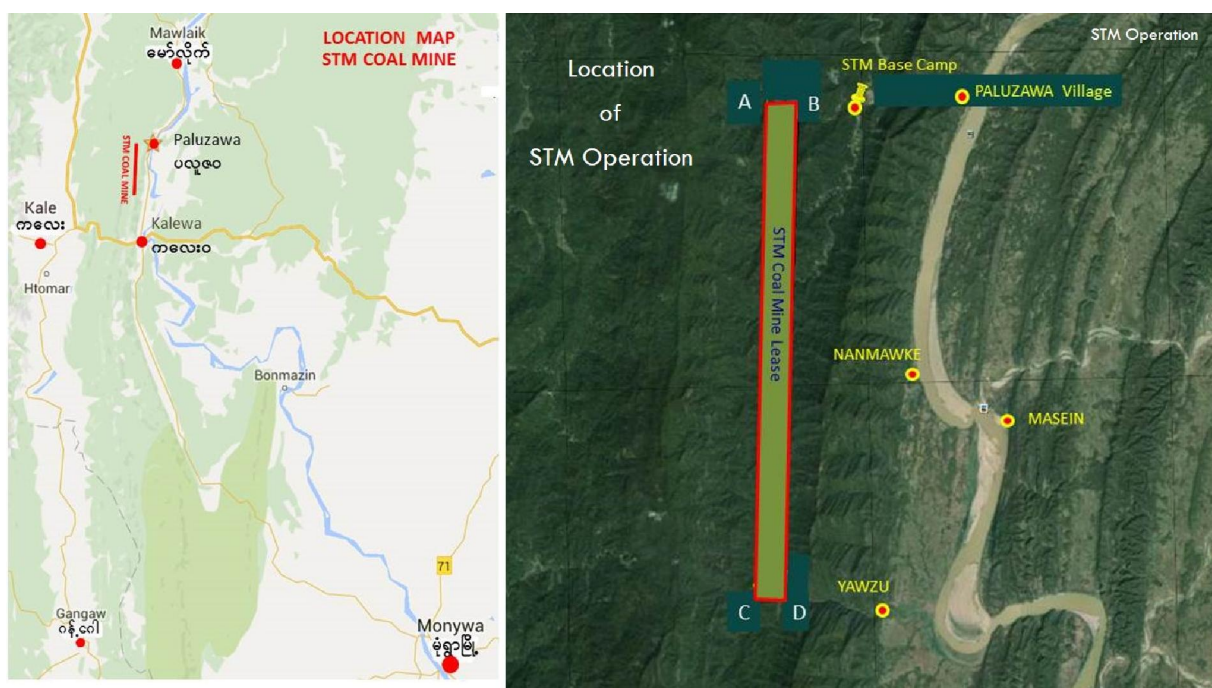 Mawlaik
မော်လိုက်
LOCATION MAP
STM COAL MINE
Paluzawa
ပလူဇဝ
STM COAL MINE
Kale
ကလေး
Kalewa
ကလေးဝ
Htomar
Bonmazin
71
Gangaw
ဂန့်ဂေါ
Monywa
မုံရွာမြို့
STM Operation
Location
of
STM Operation
STM Base Camp
A
B
PALUZAWA Village
STM Coal Mine Lease
NANMAWKE
MASEIN
YAWZU
C
D